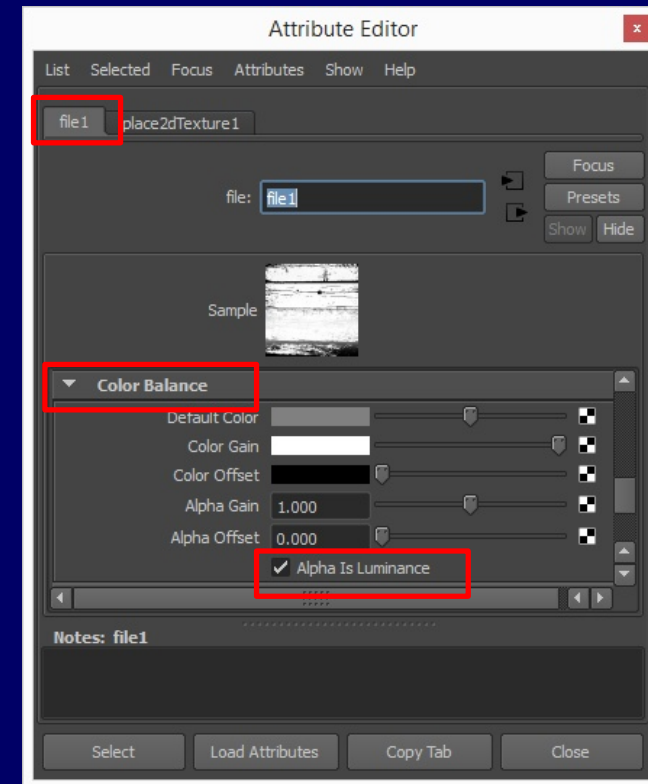 Attribute Editor
x
List Selected Focus Attributes Show Help
file1 place2dTexture1
Focus
file: file1
Presets
Show Hide
Sample
Color Balance
Default Color
Color Gain
Color Offset
Alpha Gain 1.000
Alpha Offset 0.000
Alpha Is Luminance
Notes: file1
Select Load Attributes Copy Tab Close